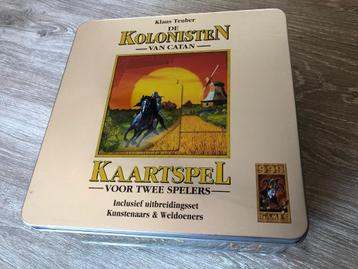 Klaus Teuber
DE
KOLONISTEN
VAN CATAN
KAARTSPEL
VOOR TWEE SPELERS
Inclusief uitbreidingsset
Kunstenaars & Weldoeners
999
GAMES